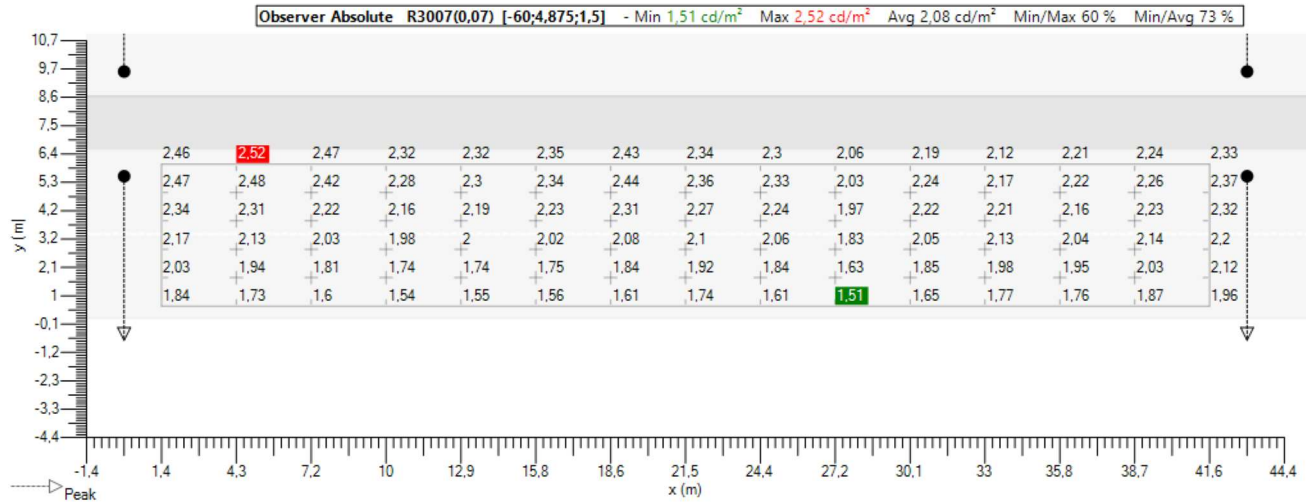 Observer Absolute R3007(0,07) [-60;4,875;1,5] - Min 1,51 cd/m² Max 2,52 cd/m² Avg 2,08 cd/m² Min/Max 60 % Min/Avg 73 %
10,7
9,7
8,6
7,5
6,4 2,46 2,52 2,47 2,32 2,32 2,35 2,43 2,34 2,3 2,06 2,19 2,12 2,21 2,24 2,33
5,3 2,47 2,48 2,42 2,28 2,3 2,34 2,44 2,36 2,33 2,03 2,24 2,17 2,22 2,26 2,37
4,2 2,34 2,31 2,22 2,16 2,19 2,23 2,31 2,27 2,24 1,97 2,22 2,21 2,16 2,23 2,32
y (m)
3,2 2,17 2,13 2,03 1,98 2 2,02 2,08 2,1 2,06 1,83 2,05 2,13 2,04 2,14 2,2
2,1 2,03 1,94 1,81 1,74 1,74 1,75 1,84 1,92 1,84 1,63 1,85 1,98 1,95 2,03 2,12
1 1,84 1,73 1,6 1,54 1,55 1,56 1,61 1,74 1,61 1,51 1,65 1,77 1,76 1,87 1,96
-0,1
-1,2
-2,3
-3,3
-4,4
-1,4 1,4 4,3 7,2 10 12,9 15,8 18,6 21,5 24,4 27,2 30,1 33 35,8 38,7 41,6 44,4
x (m)
Peak